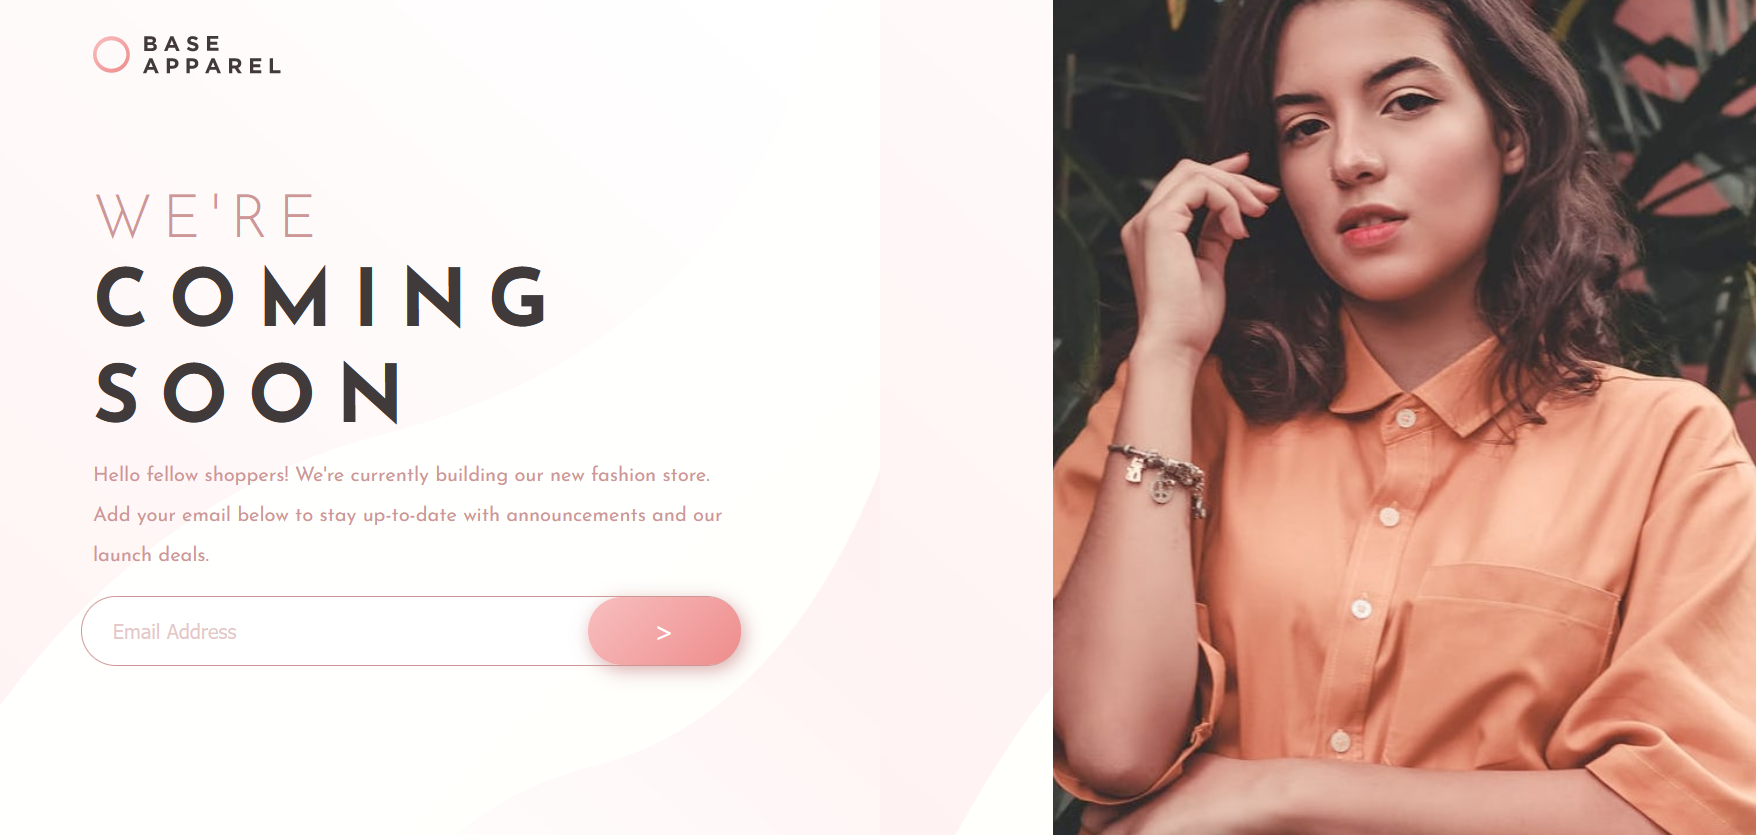 BASE
APPAREL
WE'RE
COMING
SOON
Hello fellow shoppers! We're currently building our new fashion store.
Add your email below to stay up-to-date with announcements and our
launch deals.
Email Address
>